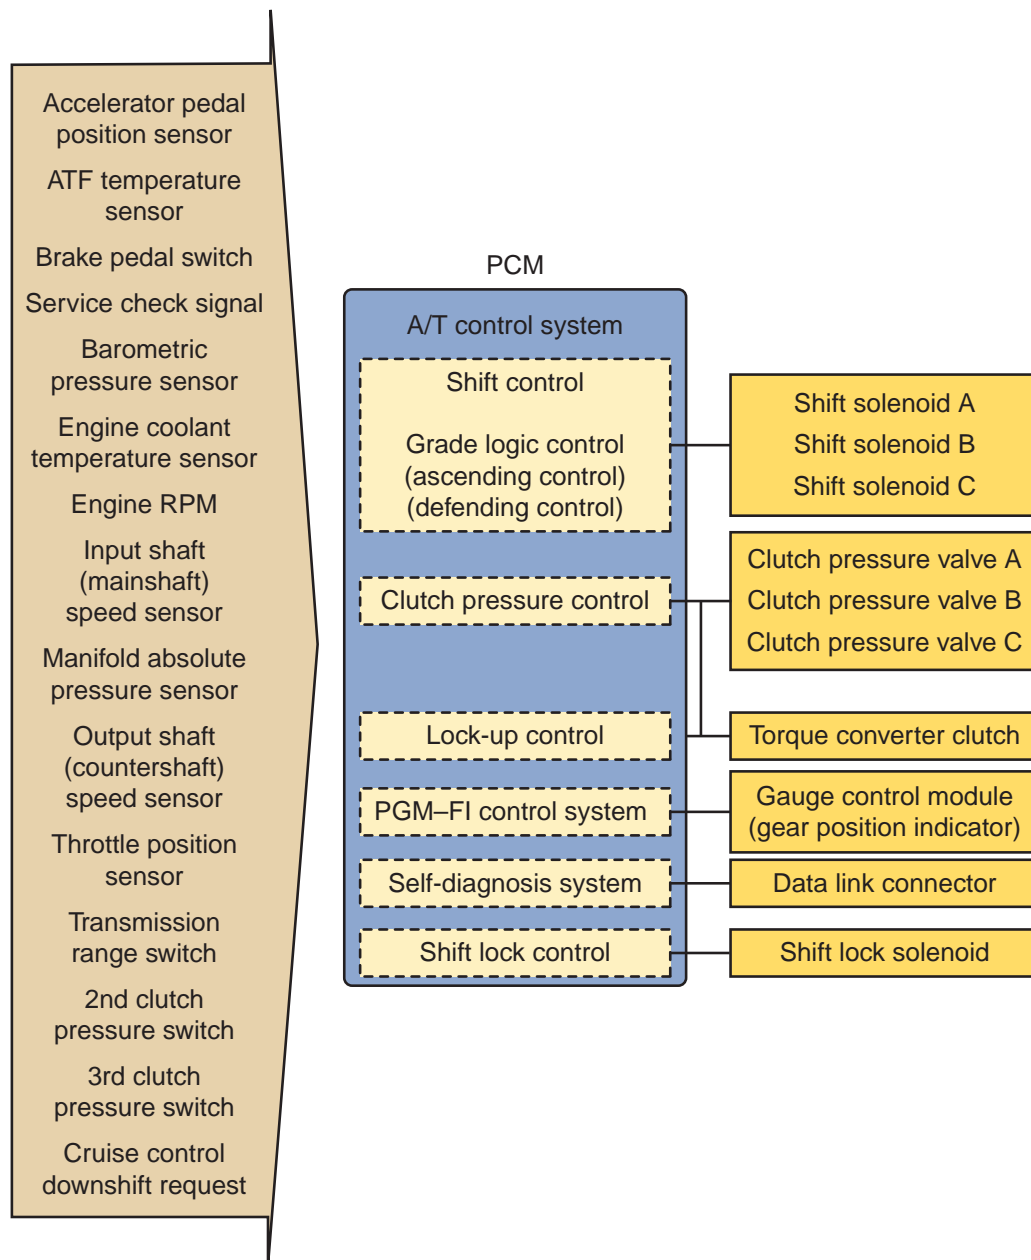 Accelerator pedal
position sensor
ATF temperature
sensor
Brake pedal switch
Service check signal
Barometric
pressure sensor
Engine coolant
temperature sensor
Engine RPM
Input shaft
(mainshaft)
speed sensor
Manifold absolute
pressure sensor
Output shaft
(countershaft)
speed sensor
Throttle position
sensor
Transmission
range switch
2nd clutch
pressure switch
3rd clutch
pressure switch
Cruise control
downshift request
PCM
A/T control system
Shift control
Grade logic control
(ascending control)
(defending control)
Clutch pressure control
Lock-up control
PGM–FI control system
Self-diagnosis system
Shift lock control
Shift solenoid A
Shift solenoid B
Shift solenoid C
Clutch pressure valve A
Clutch pressure valve B
Clutch pressure valve C
Torque converter clutch
Gauge control module
(gear position indicator)
Data link connector
Shift lock solenoid